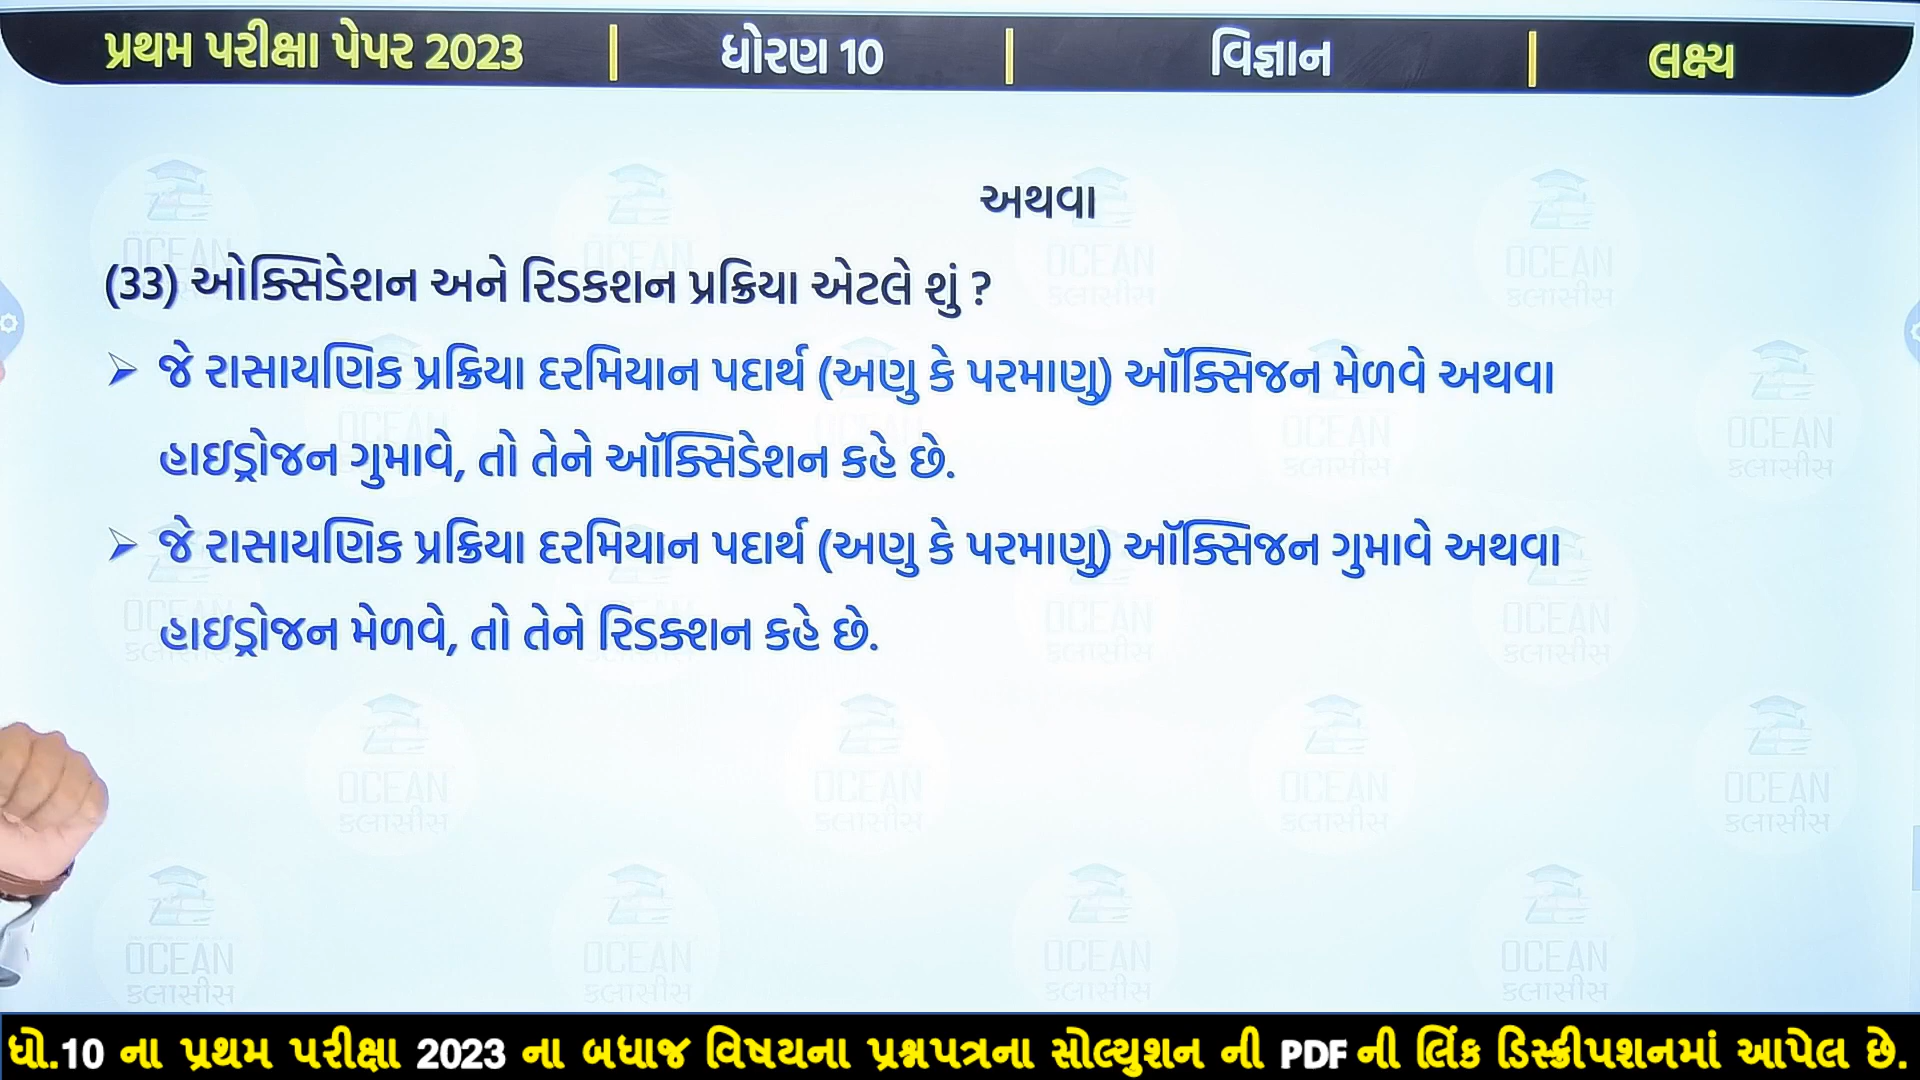 પ્રથમ પરીક્ષા પેપર 2023 | ધોરણ 10 | વિજ્ઞાન | લક્ષ્ય
અથવા
(33) ઓક્સિડેશન અને રિડકશન પ્રક્રિયા એટલે શું ?
➢ જે રાસાયણિક પ્રક્રિયા દરમિયાન પદાર્થ (અણુ કે પરમાણુ) ઑક્સિજન મેળવે અથવા
હાઇડ્રોજન ગુમાવે, તો તેને ઑક્સિડેશન કહે છે.
➢ જે રાસાયણિક પ્રક્રિયા દરમિયાન પદાર્થ (અણુ કે પરમાણુ) ઑક્સિજન ગુમાવે અથવા
હાઇડ્રોજન મેળવે, તો તેને રિડક્શન કહે છે.
OCEAN
કલાસીસ
ધો.10 ના પ્રથમ પરીક્ષા 2023 ના બધાજ વિષયના પ્રશ્નપત્રના સોલ્યુશન ની PDF ની લિંક ડિસ્ક્રીપશનમાં આપેલ છે.